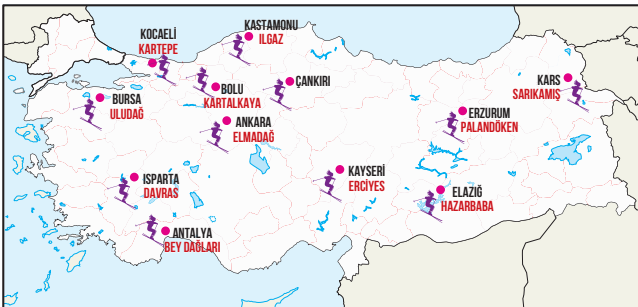 KASTAMONU
ILGAZ
KOCAELİ
KARTEPE
BOLU
KARTALKAYA
ÇANKIRI
KARS
SARIKAMIŞ
BURSA
ULUDAĞ
ANKARA
ELMADAĞ
ERZURUM
PALANDÖKEN
ISPARTA
DAVRAS
KAYSERİ
ERCİYES
ELAZIĞ
HAZARBABA
ANTALYA
BEY DAĞLARI